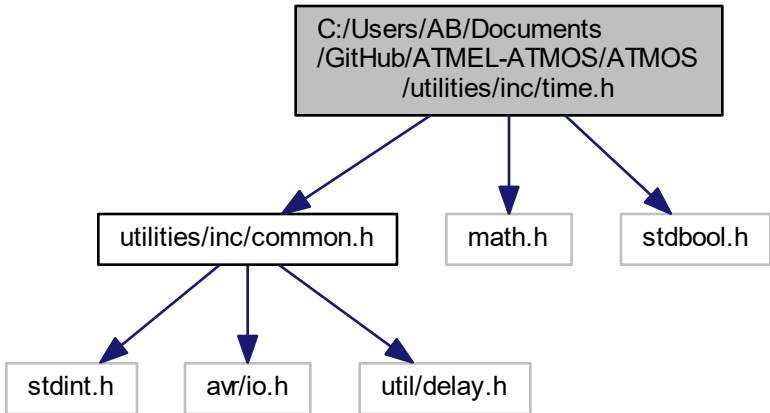 C:/Users/AB/Documents
/GitHub/ATMEL-ATMOS/ATMOS
/utilities/inc/time.h
utilities/inc/common.h
math.h
stdbool.h
stdint.h
avr/io.h
util/delay.h